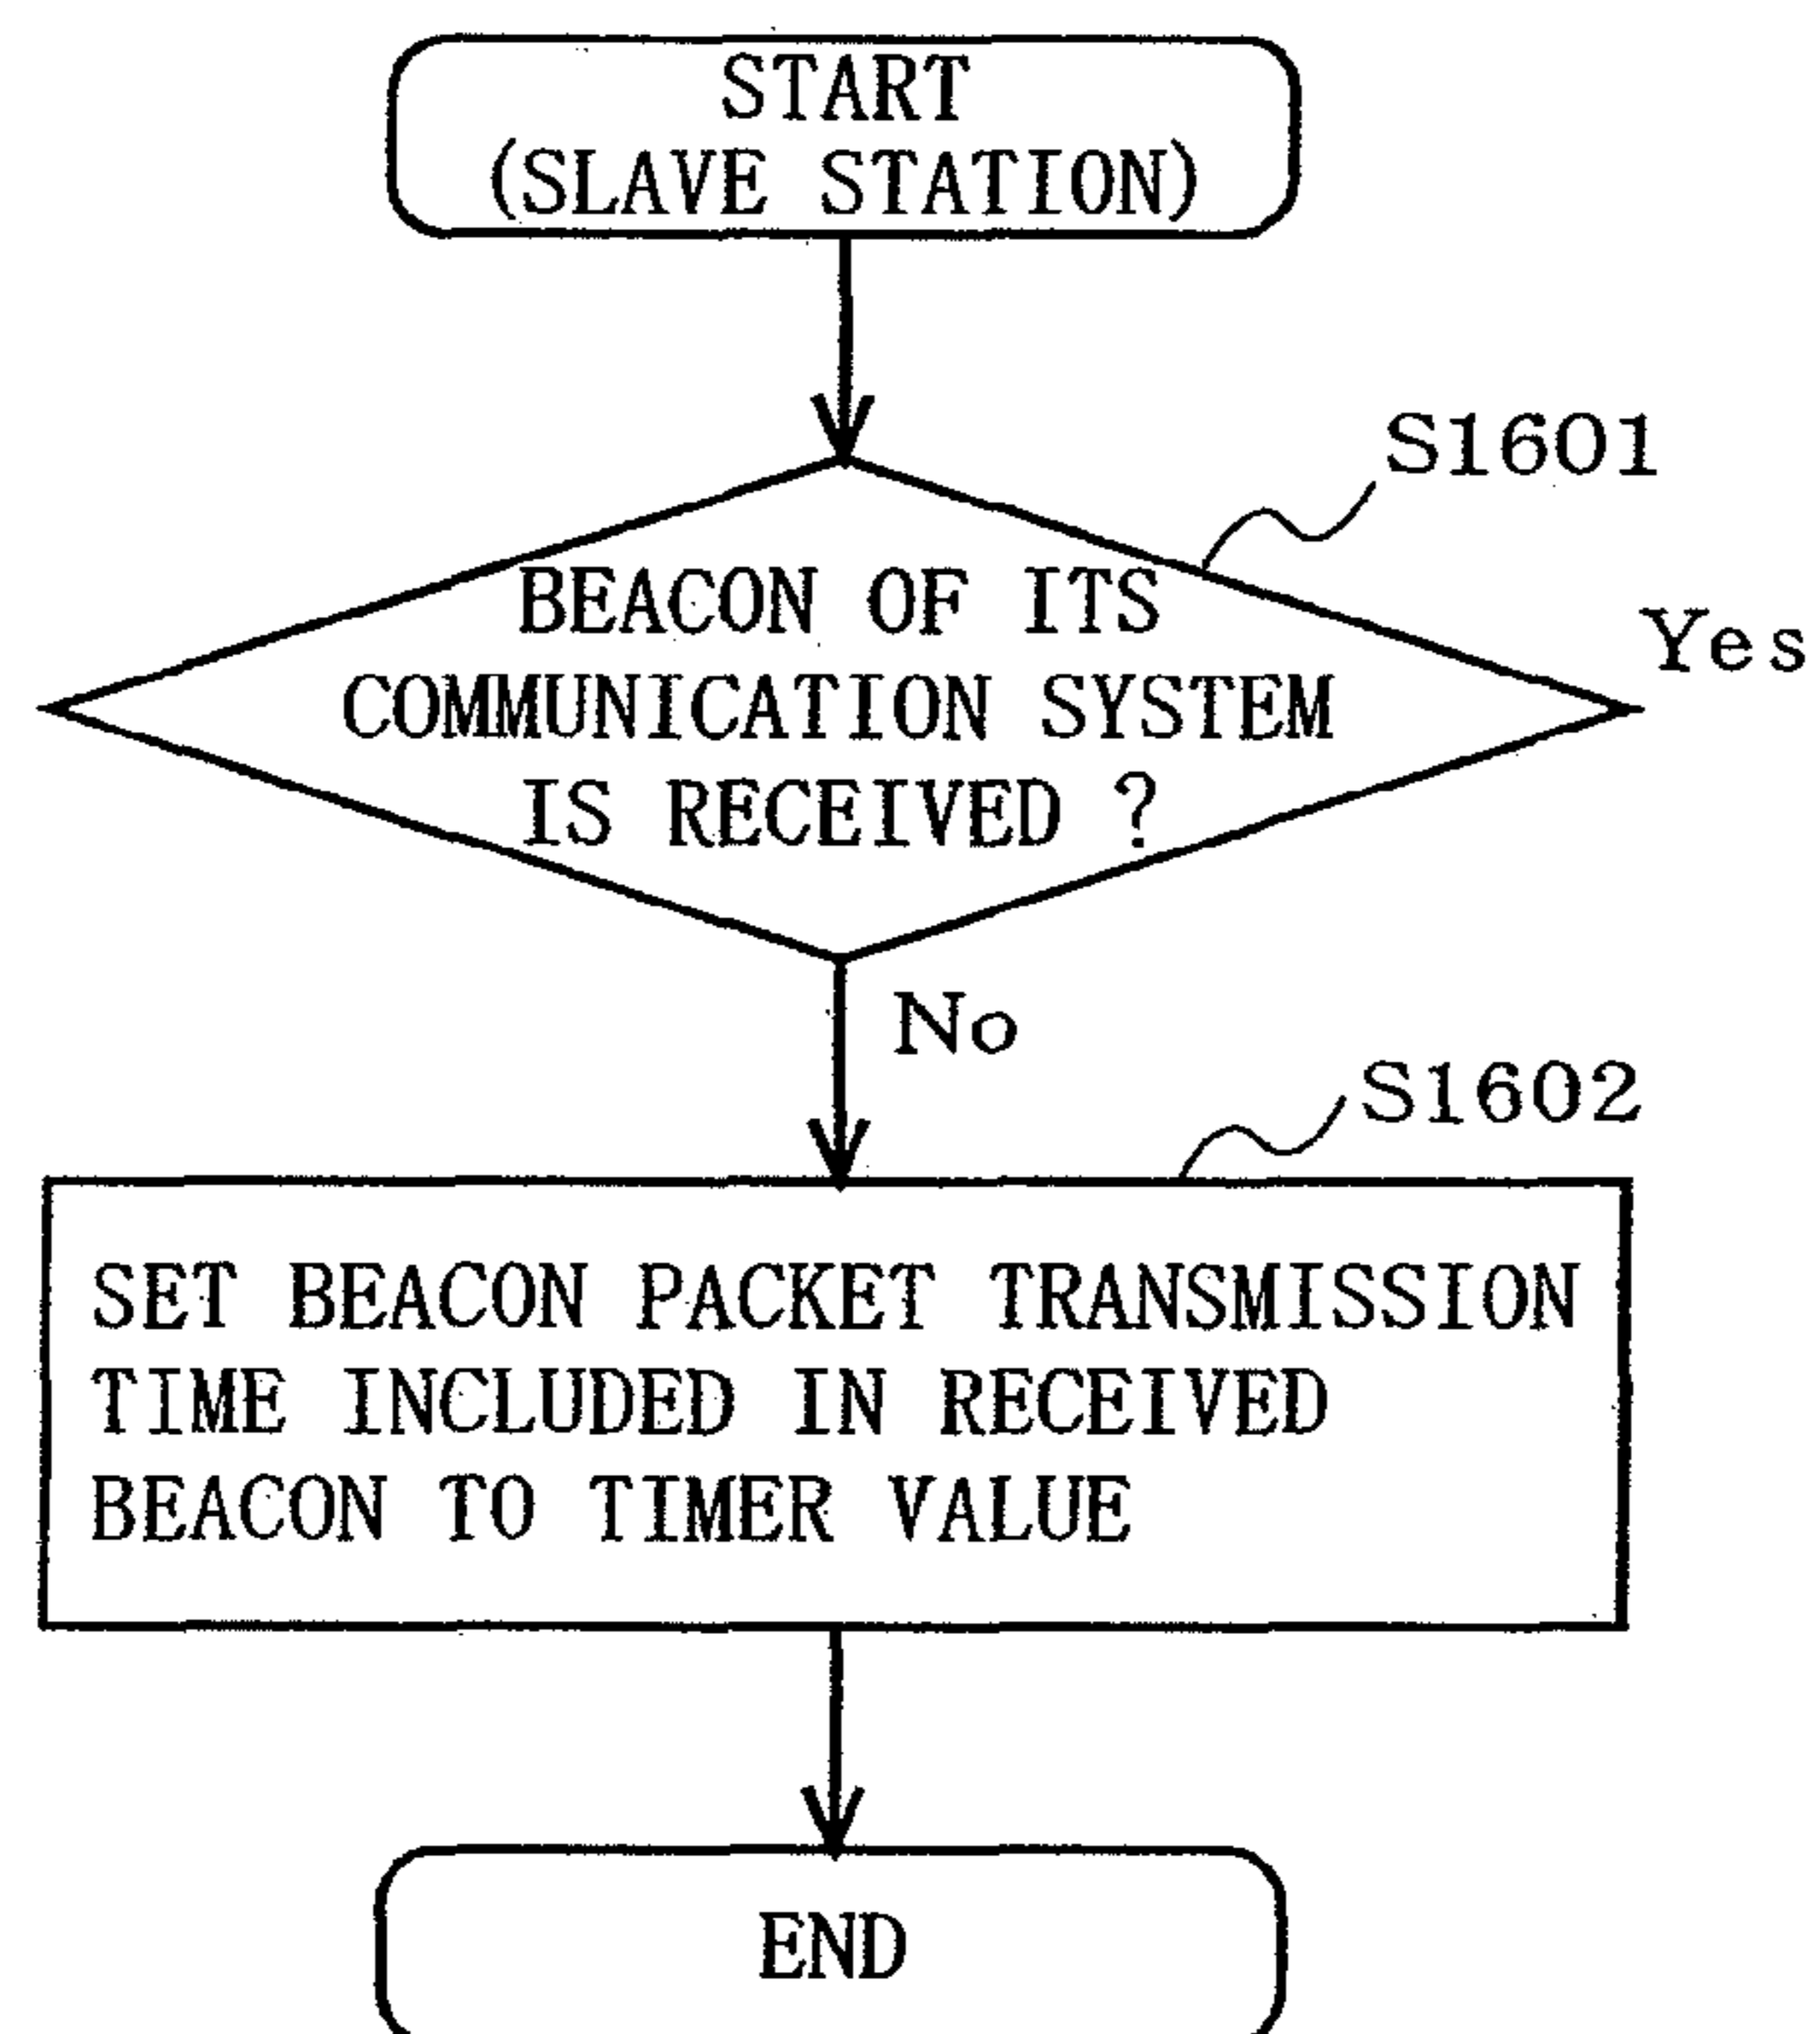 START
(SLAVE STATION)
S1601
BEACON OF ITS
COMMUNICATION SYSTEM
IS RECEIVED ?
Yes
No
S1602
SET BEACON PACKET TRANSMISSION
TIME INCLUDED IN RECEIVED
BEACON TO TIMER VALUE
END